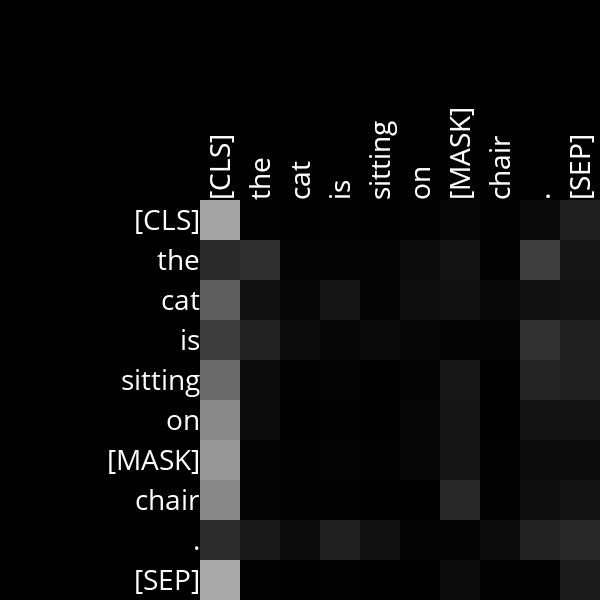 [CLS] the cat is sitting on [MASK] chair . [SEP]
[CLS]
the
cat
is
sitting
on
[MASK]
chair
.
[SEP]